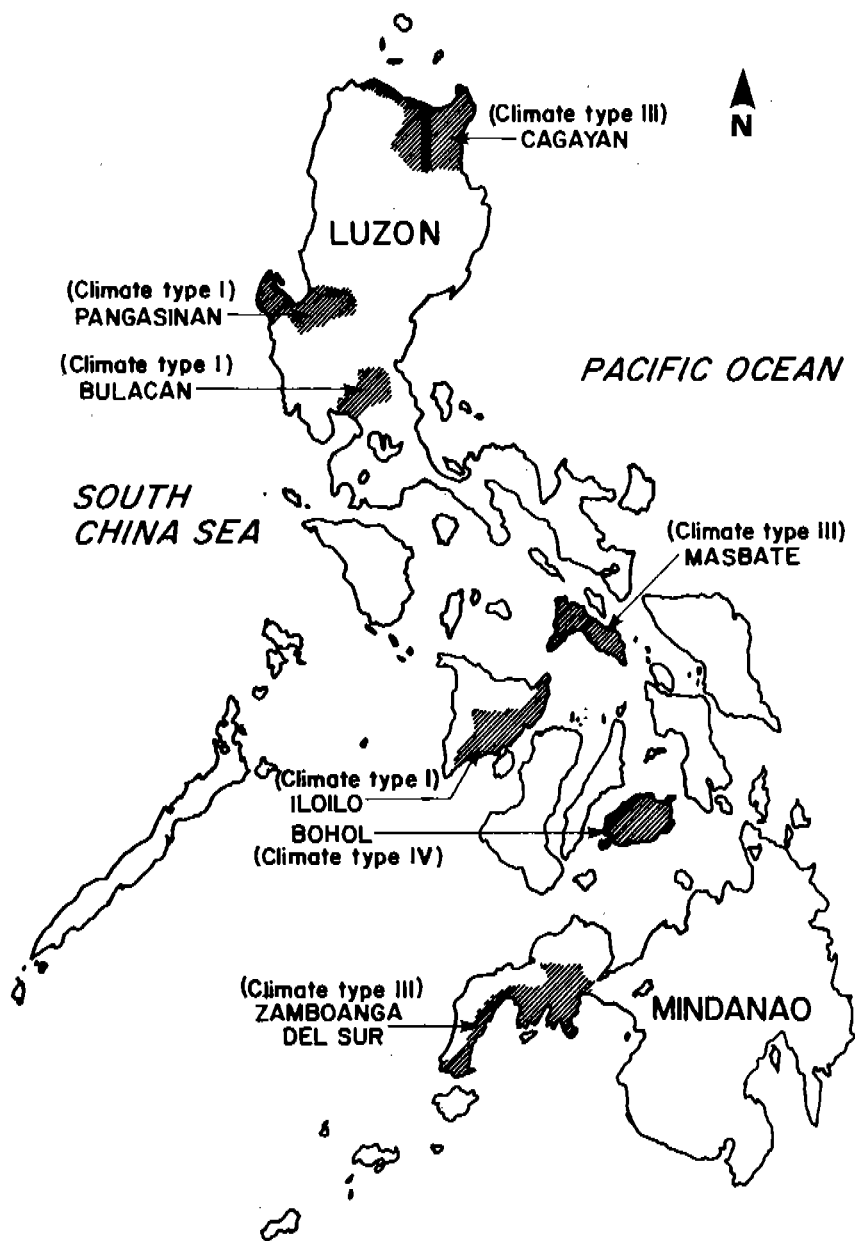 (Climate type III)
CAGAYAN
N
LUZON
(Climate type I)
PANGASINAN
(Climate type I)
BULACAN
PACIFIC OCEAN
SOUTH
CHINA SEA
(Climate type III)
MASBATE
(Climate type I)
ILOILO
BOHOL
(Climate type IV)
(Climate type III)
ZAMBOANGA
DEL SUR
MINDANAO